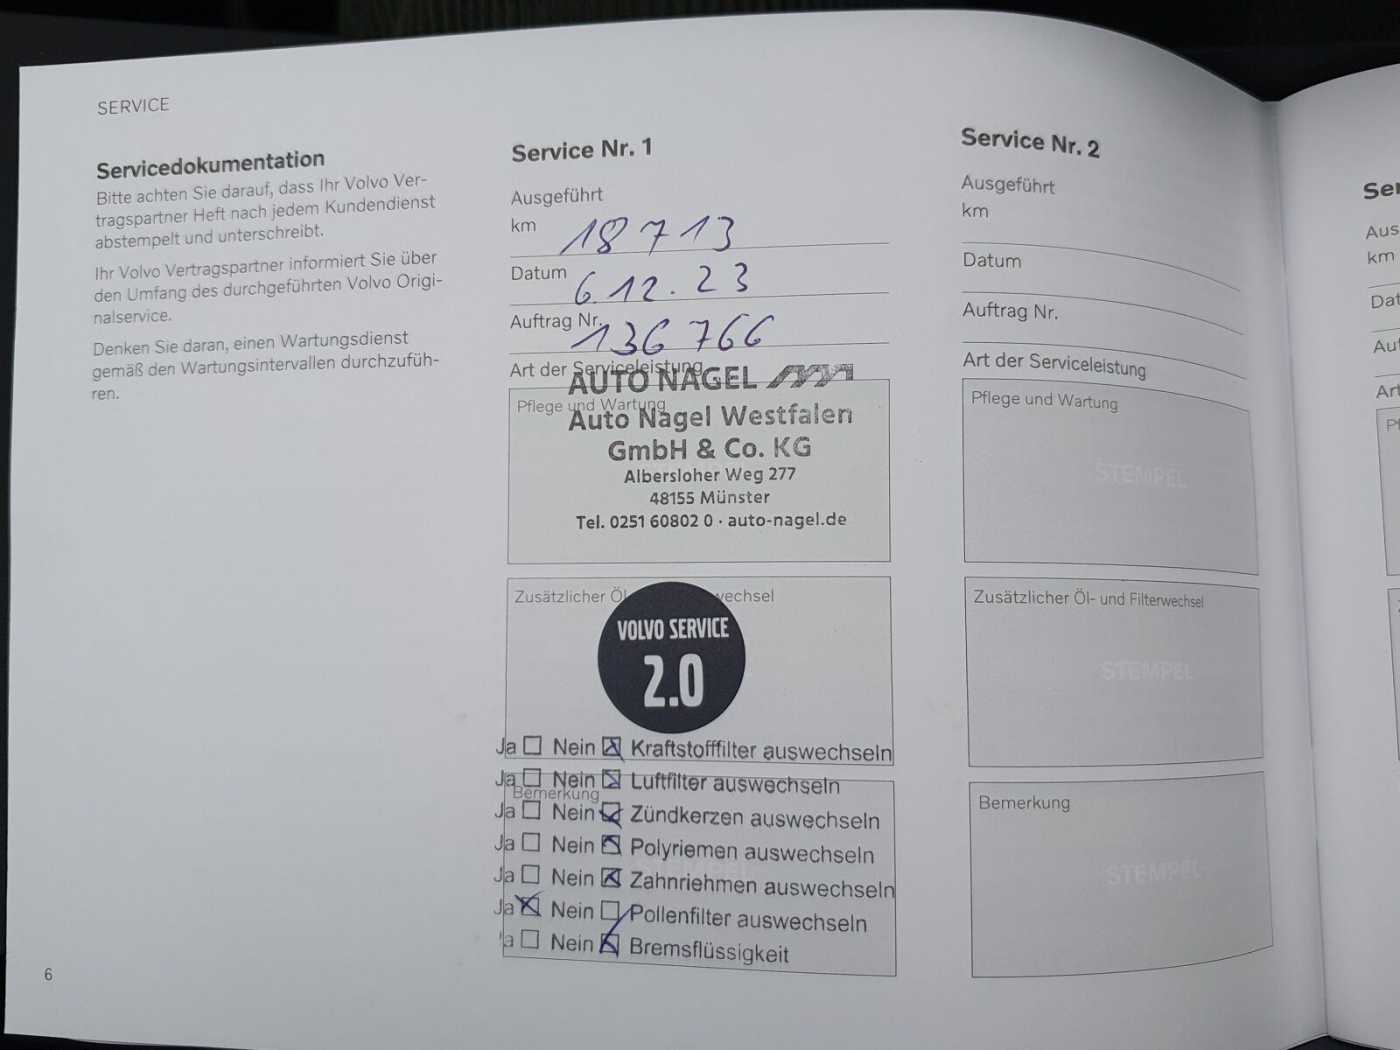 SERVICE
Servicedokumentation
Bitte achten Sie darauf, dass Ihr Volvo Ver-
tragspartner Heft nach jedem Kundendienst
abstempelt und unterschreibt.
Ihr Volvo Vertragspartner informiert Sie über
den Umfang des durchgeführten Volvo Origi-
nalservice.
Denken Sie daran, einen Wartungsdienst
gemäß den Wartungsintervallen durchzufüh-
ren.
6
Service Nr. 1
Ausgeführt
km 18713
Datum 6.12.23
Auftrag Nr. 136 766
Art der Serviceleistung
AUTO NAGEL
Pflege und Wartung
Auto Nagel Westfalen
GmbH & Co. KG
Albersloher Weg 277
48155 Münster
Tel. 0251 60802 0 · auto-nagel.de
Zusätzlicher Öl- wechsel
VOLVO SERVICE
2.0
Ja Nein Kraftstofffilter auswechseln
Ja Nein Luftfilter auswechseln
Bemerkung
Ja Nein Zündkerzen auswechseln
Ja Nein Polyriemen auswechseln
Ja Nein Zahnriehmen auswechseln
Ja Nein Pollenfilter auswechseln
Ja Nein Bremsflüssigkeit
Service Nr. 2
Ausgeführt
km
Datum
Auftrag Nr.
Art der Serviceleistung
Pflege und Wartung
STEMPEL
Zusätzlicher Öl- und Filterwechsel
STEMPEL
Bemerkung
STEMPEL
km